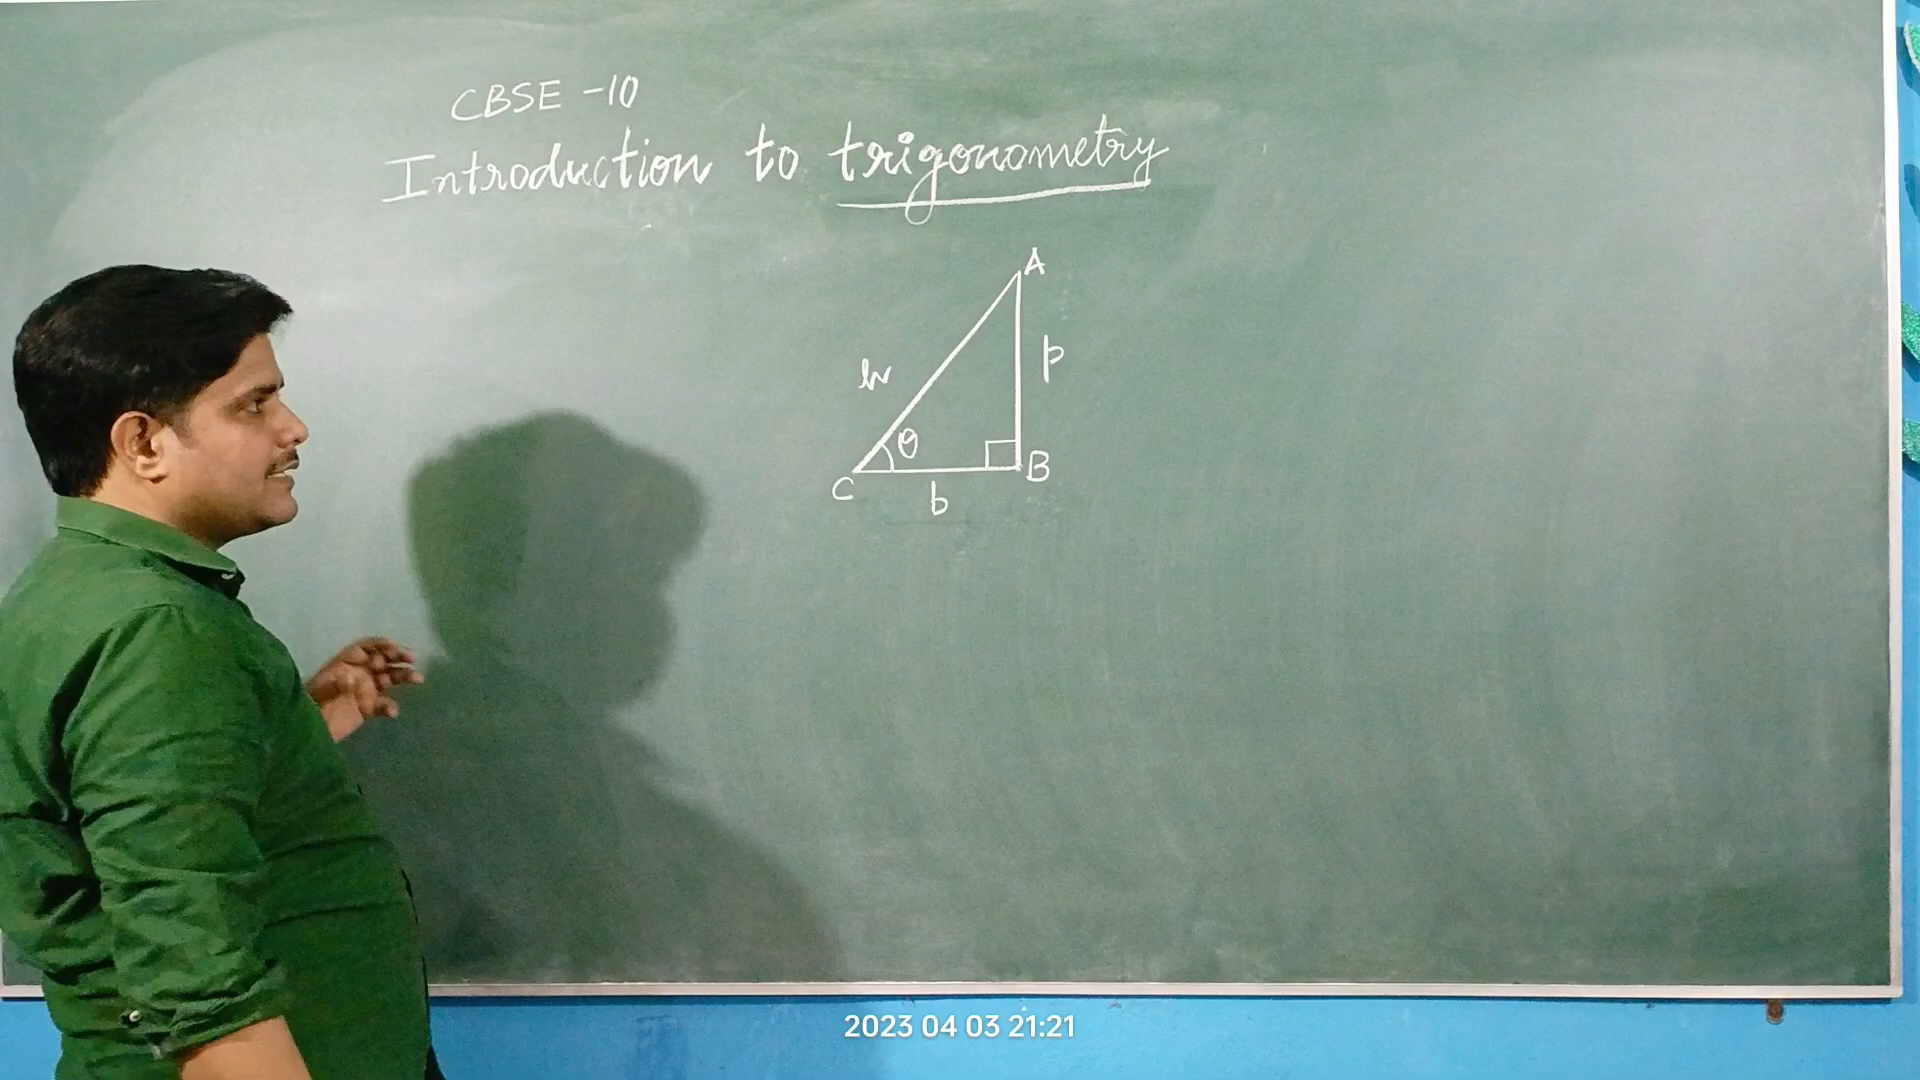 CBSE -10
Introduction to trigonometry
A
h
p
θ
B
C
b
2023 04 03 21:21